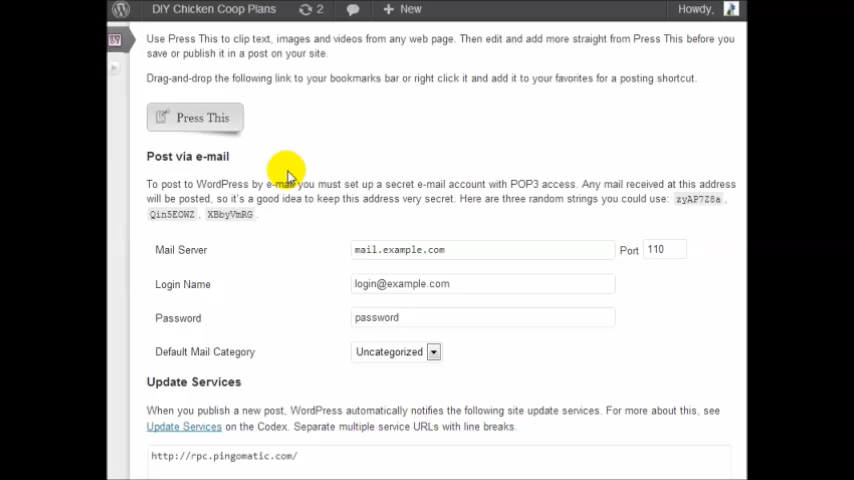 DIY Chicken Coop Plans 2 New Howdy,
Use Press This to clip text, images and videos from any web page. Then edit and add more straight from Press This before you
save or publish it in a post on your site.
Drag-and-drop the following link to your bookmarks bar or right click it and add it to your favorites for a posting shortcut.
Press This
Post via e-mail
To post to WordPress by e-mail you must set up a secret e-mail account with POP3 access. Any mail received at this address
will be posted, so it's a good idea to keep this address very secret. Here are three random strings you could use: zyAP7Z8a,
Qin5EOWZ, XBbyVmRG.
Mail Server mail.example.com Port 110
Login Name login@example.com
Password password
Default Mail Category Uncategorized
Update Services
When you publish a new post, WordPress automatically notifies the following site update services. For more about this, see
Update Services on the Codex. Separate multiple service URLs with line breaks.
http://rpc.pingomatic.com/